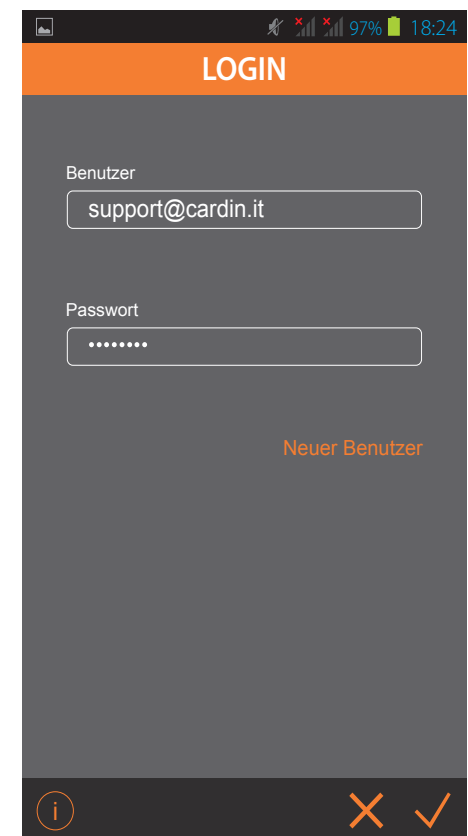 97% 18:24
LOGIN
Benutzer
support@cardin.it
Passwort
••••••••
Neuer Benutzer
i